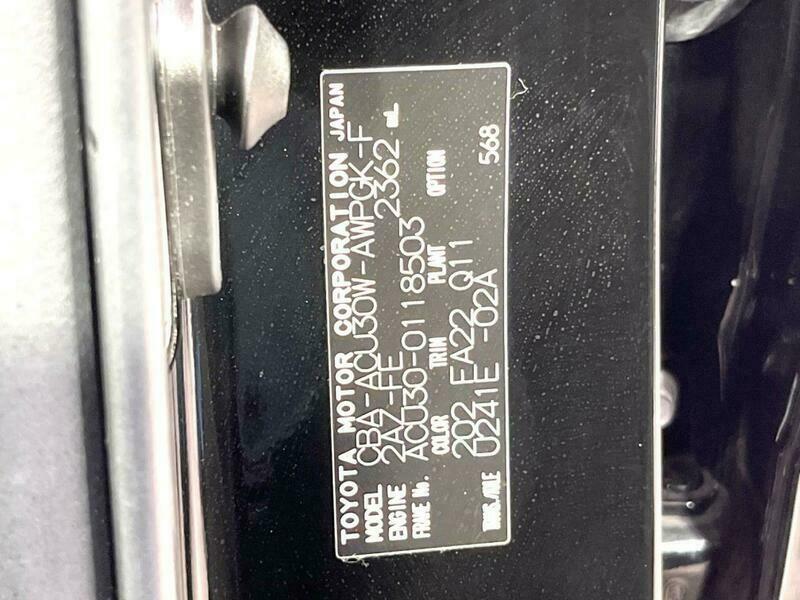 TOYOTA MOTOR CORPORATION JAPAN
MODEL CBA-ACU30W-AWPGK-F
ENGINE 2AZ-FE 2362 mL
FRAME No. ACU30-0118503
COLOR TRIM PLANT OPTION
202 FA22 Q11
TRANS./AXLE U241E -02A 568